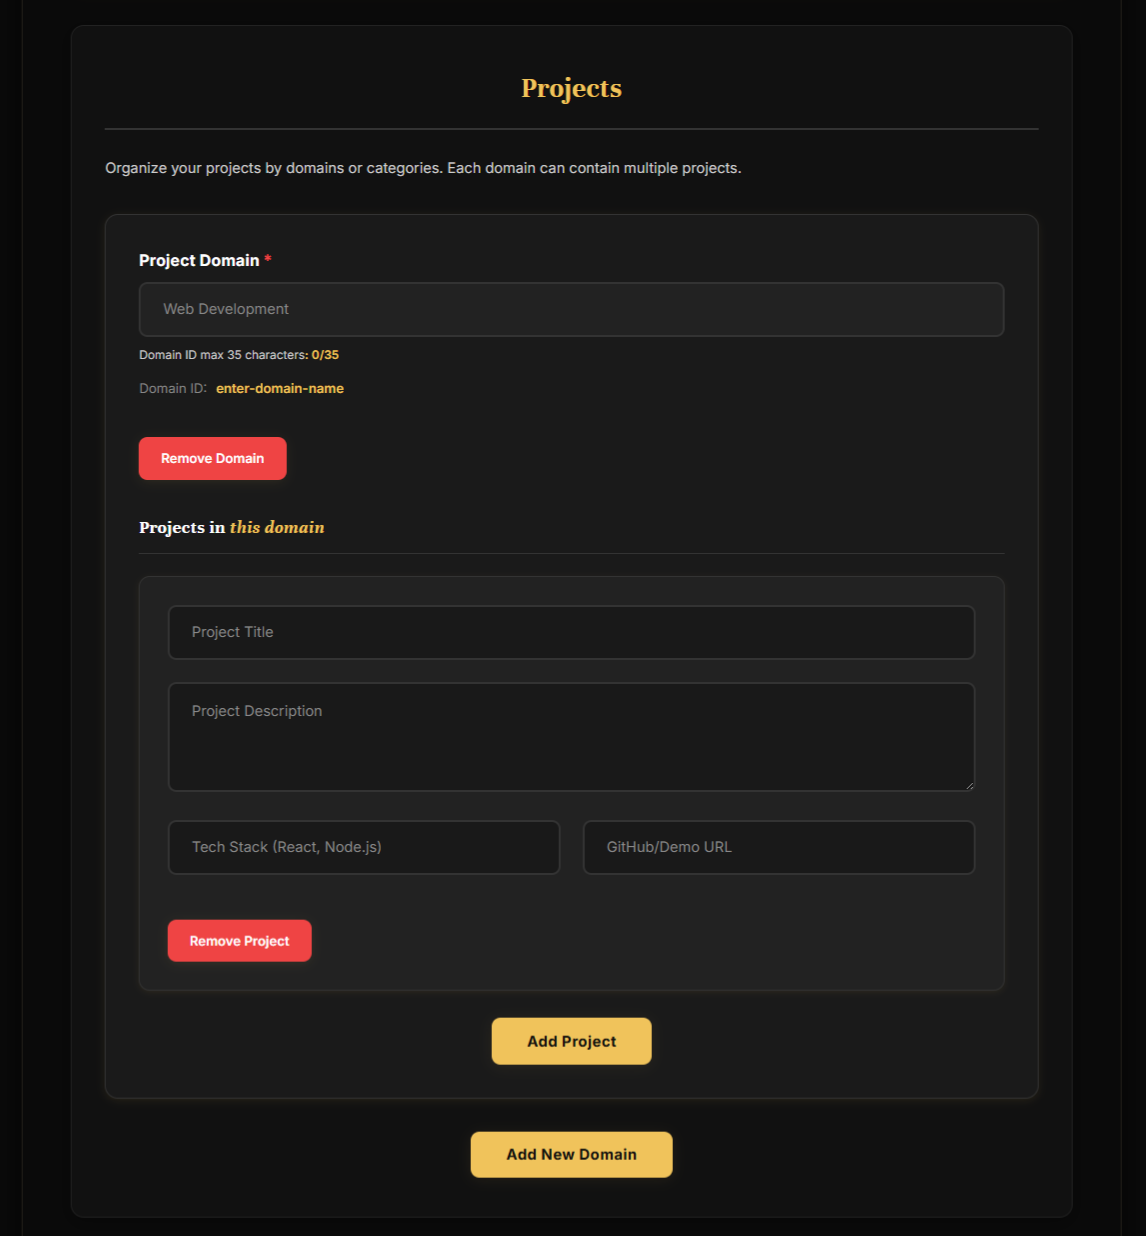 Projects
Organize your projects by domains or categories. Each domain can contain multiple projects.
Project Domain *
Web Development
Domain ID max 35 characters: 0/35
Domain ID: enter-domain-name
Remove Domain
Projects in this domain
Project Title
Project Description
Tech Stack (React, Node.js)
GitHub/Demo URL
Remove Project
Add Project
Add New Domain